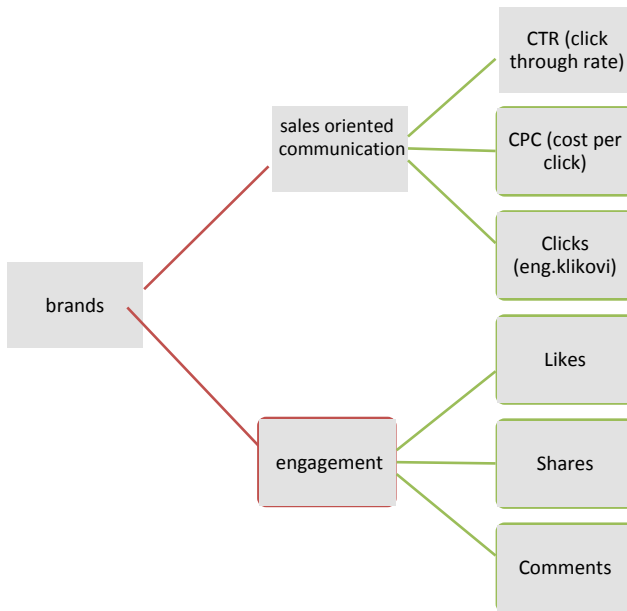 CTR (click
through rate)
sales oriented
communication
CPC (cost per
click)
Clicks
(eng.klikovi)
brands
Likes
engagement
Shares
Comments